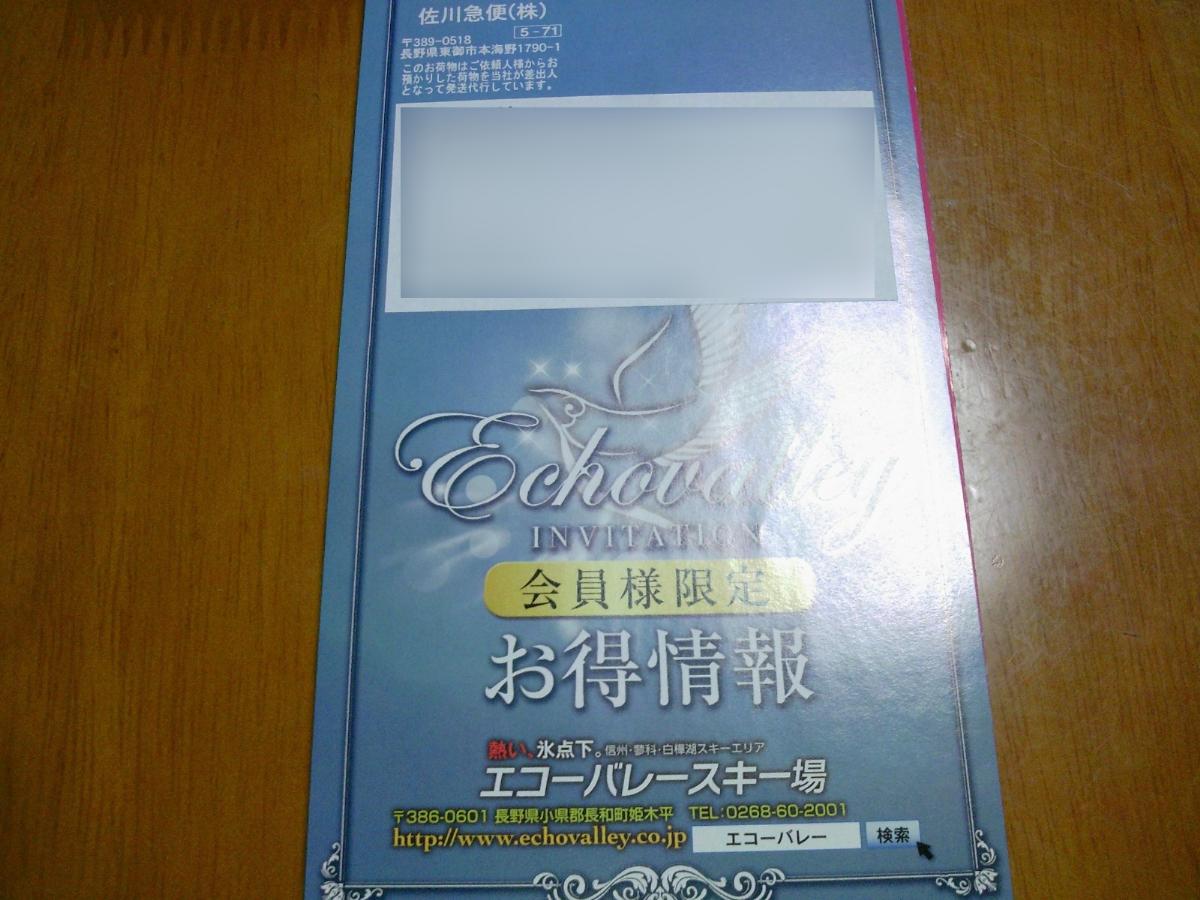 佐川急便(株)
5-71
〒389-0518
長野県東御市本海野1790-1
このお荷物はご依頼人様からお
預かりした荷物を当社が差出人
となって発送代行しています。
Echovalley
INVITATION
会員様限定
お得情報
熱い、氷点下。信州・蓼科・白樺湖スキーエリア
エコーバレースキー場
〒386-0601 長野県小県郡長和町姫木平 TEL:0268-60-2001
http://www.echovalley.co.jp エコーバレー 検索